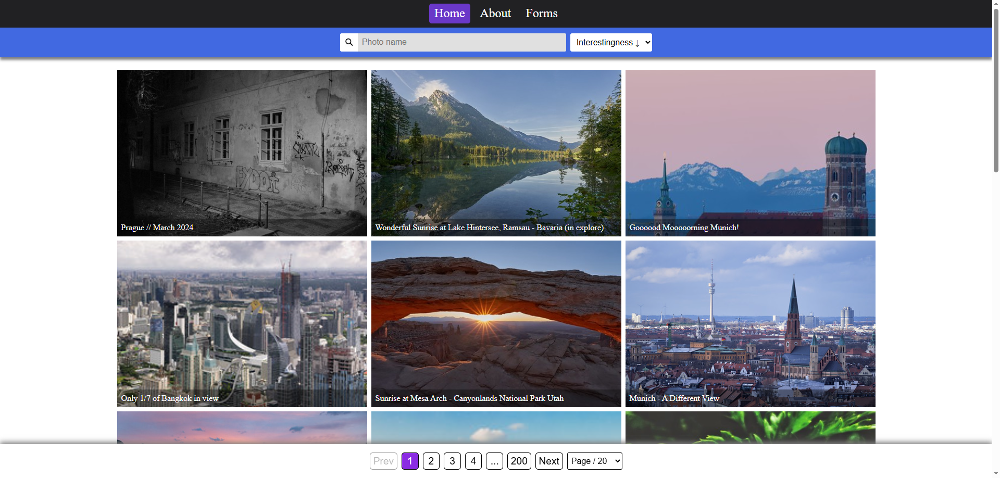 Home About Forms
Photo name Interestingness ↓
Prague // March 2024
Wonderful Sunrise at Lake Hintersee, Ramsau - Bavaria (in explore)
Goooood Mooooorning Munich!
Only 1/7 of Bangkok in view
Sunrise at Mesa Arch - Canyonlands National Park Utah
Munich - A Different View
Prev 1 2 3 4 ... 200 Next Page / 20